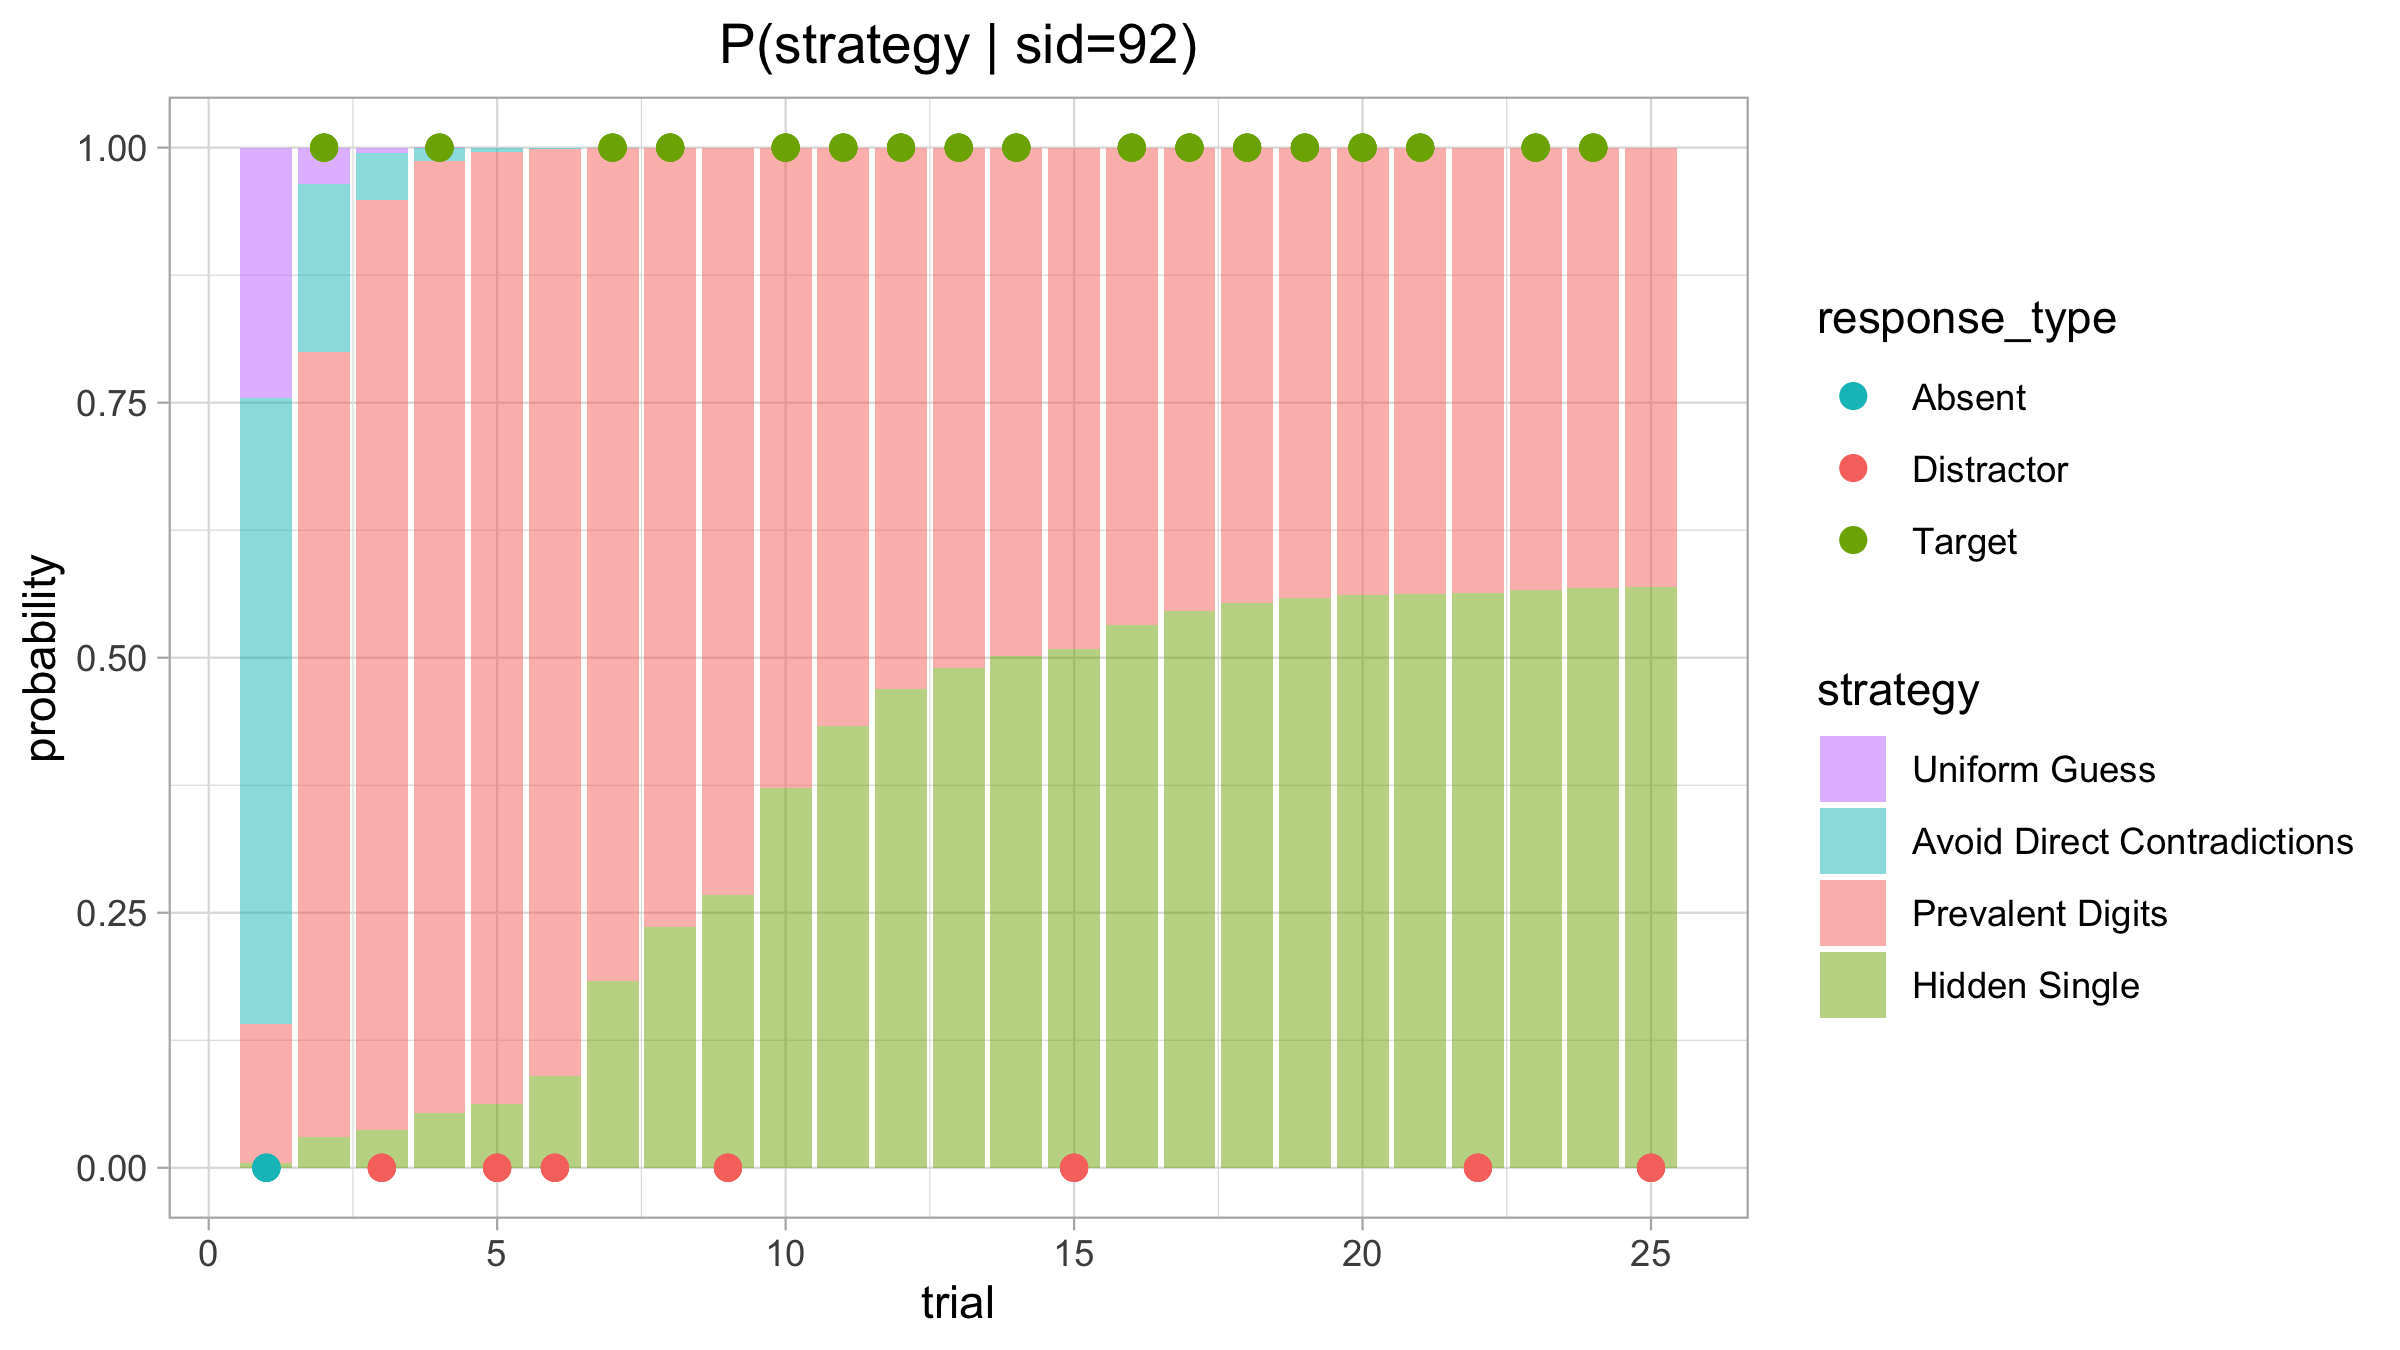 P(strategy | sid=92)
probability
1.00
0.75
0.50
0.25
0.00
0
5
10
15
20
25
trial
response_type
Absent
Distractor
Target
strategy
Uniform Guess
Avoid Direct Contradictions
Prevalent Digits
Hidden Single